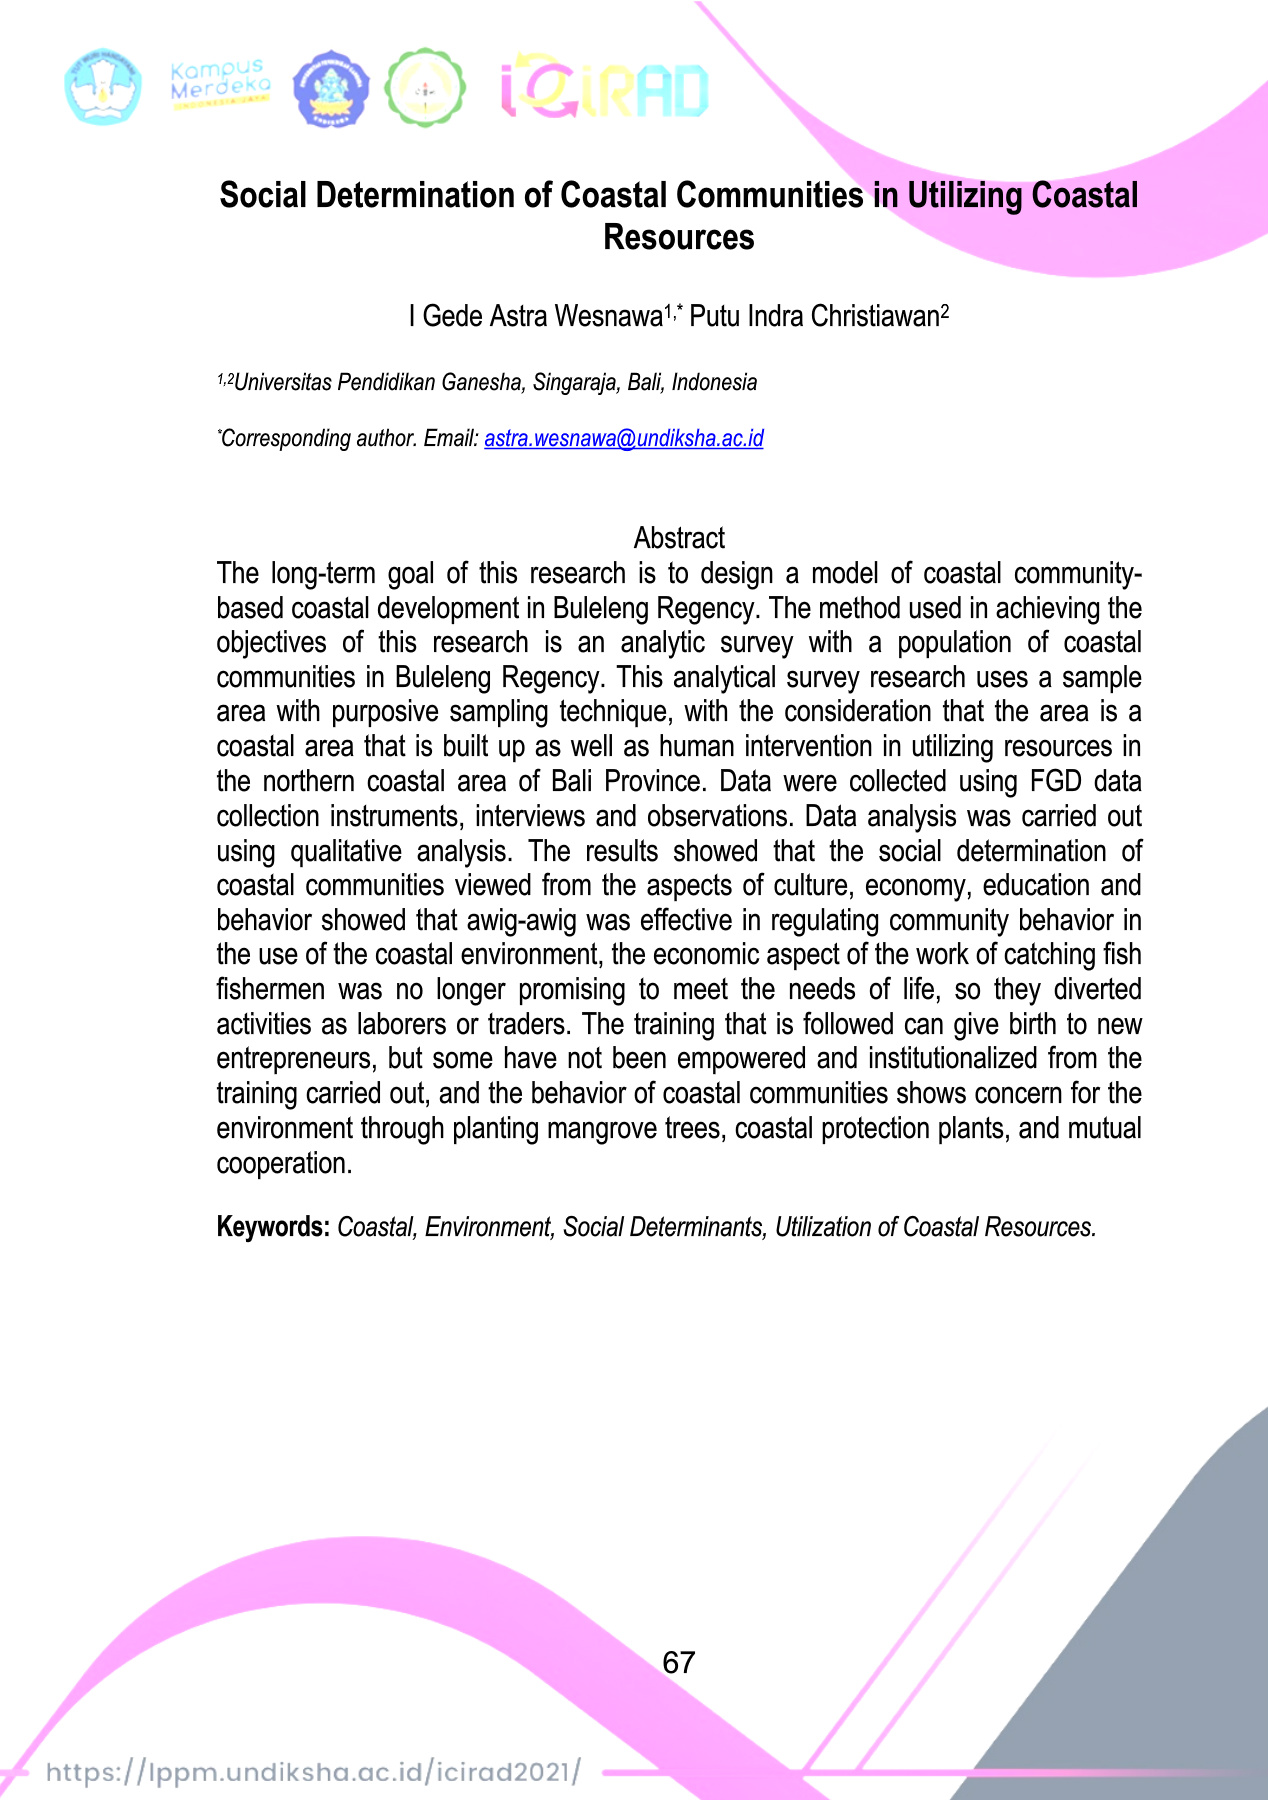 Kampus
Merdeka
INDONESIA JAYA
iCiRAD
Social Determination of Coastal Communities in Utilizing Coastal
Resources
I Gede Astra Wesnawa1,* Putu Indra Christiawan2
1,2Universitas Pendidikan Ganesha, Singaraja, Bali, Indonesia
*Corresponding author. Email: astra.wesnawa@undiksha.ac.id
Abstract
The long-term goal of this research is to design a model of coastal community-
based coastal development in Buleleng Regency. The method used in achieving the
objectives of this research is an analytic survey with a population of coastal
communities in Buleleng Regency. This analytical survey research uses a sample
area with purposive sampling technique, with the consideration that the area is a
coastal area that is built up as well as human intervention in utilizing resources in
the northern coastal area of Bali Province. Data were collected using FGD data
collection instruments, interviews and observations. Data analysis was carried out
using qualitative analysis. The results showed that the social determination of
coastal communities viewed from the aspects of culture, economy, education and
behavior showed that awig-awig was effective in regulating community behavior in
the use of the coastal environment, the economic aspect of the work of catching fish
fishermen was no longer promising to meet the needs of life, so they diverted
activities as laborers or traders. The training that is followed can give birth to new
entrepreneurs, but some have not been empowered and institutionalized from the
training carried out, and the behavior of coastal communities shows concern for the
environment through planting mangrove trees, coastal protection plants, and mutual
cooperation.
Keywords: Coastal, Environment, Social Determinants, Utilization of Coastal Resources.
67
https://lppm.undiksha.ac.id/icirad2021/